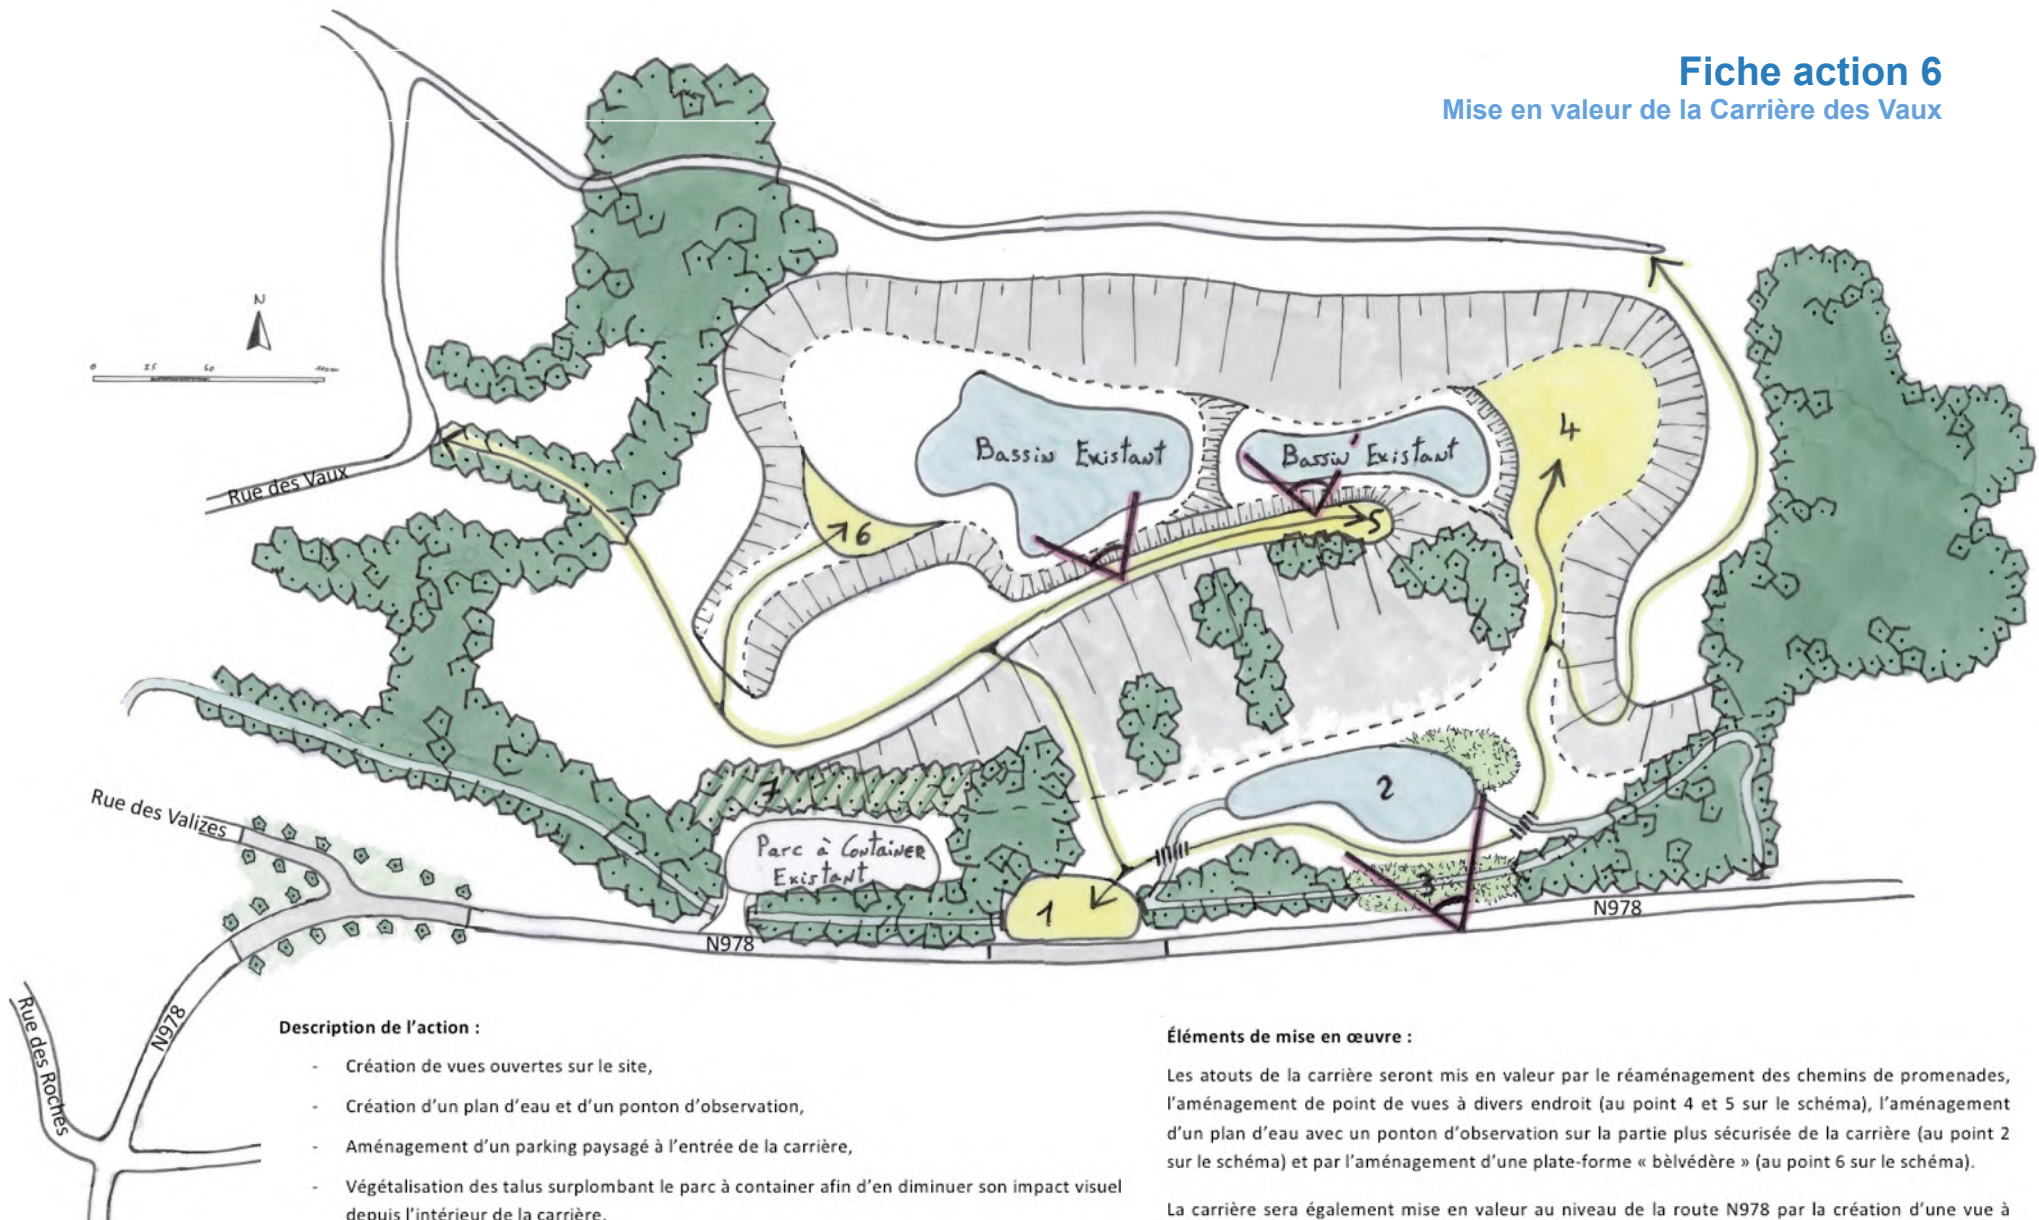 Fiche action 6
Mise en valeur de la Carrière des Vaux
N
0 25 50
Rue des Vaux
Bassin Existant
Bassin Existant
4
5
6
2
7
Rue des Valizes
Parc à Container
Existant
3
1
N978
N978
N978
Rue des Roches
Description de l’action :
- Création de vues ouvertes sur le site,
- Création d’un plan d’eau et d’un ponton d’observation,
- Aménagement d’un parking paysagé à l’entrée de la carrière,
- Végétalisation des talus surplombant le parc à container afin d’en diminuer son impact visuel
depuis l’intérieur de la carrière.
Éléments de mise en œuvre :
Les atouts de la carrière seront mis en valeur par le réaménagement des chemins de promenades,
l’aménagement de point de vues à divers endroit (au point 4 et 5 sur le schéma), l’aménagement
d’un plan d’eau avec un ponton d’observation sur la partie plus sécurisée de la carrière (au point 2
sur le schéma) et par l’aménagement d’une plate-forme « bèlvédère » (au point 6 sur le schéma).
La carrière sera également mise en valeur au niveau de la route N978 par la création d’une vue à